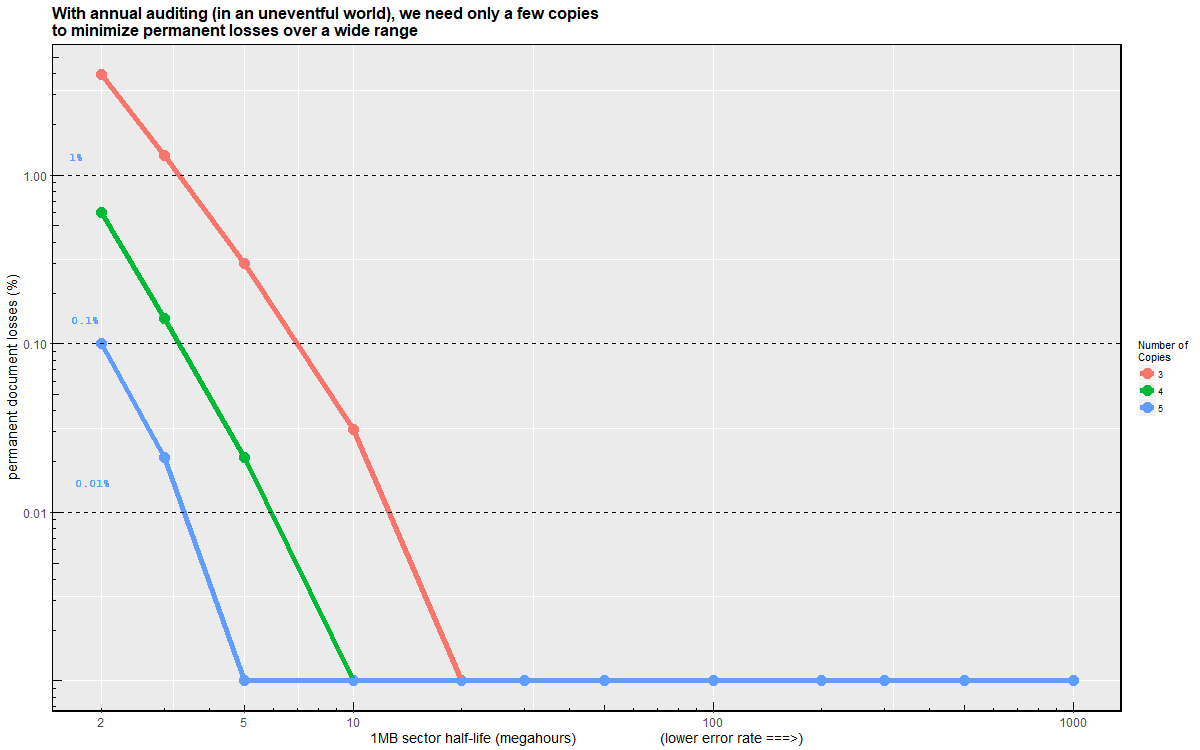 With annual auditing (in an uneventful world), we need only a few copies
to minimize permanent losses over a wide range
1%
1.00
0.1%
0.10
0.01%
0.01
permanent document losses (%)
2
5
10
100
1000
1MB sector half-life (megahours) (lower error rate ===>)
Number of
Copies
3
4
5